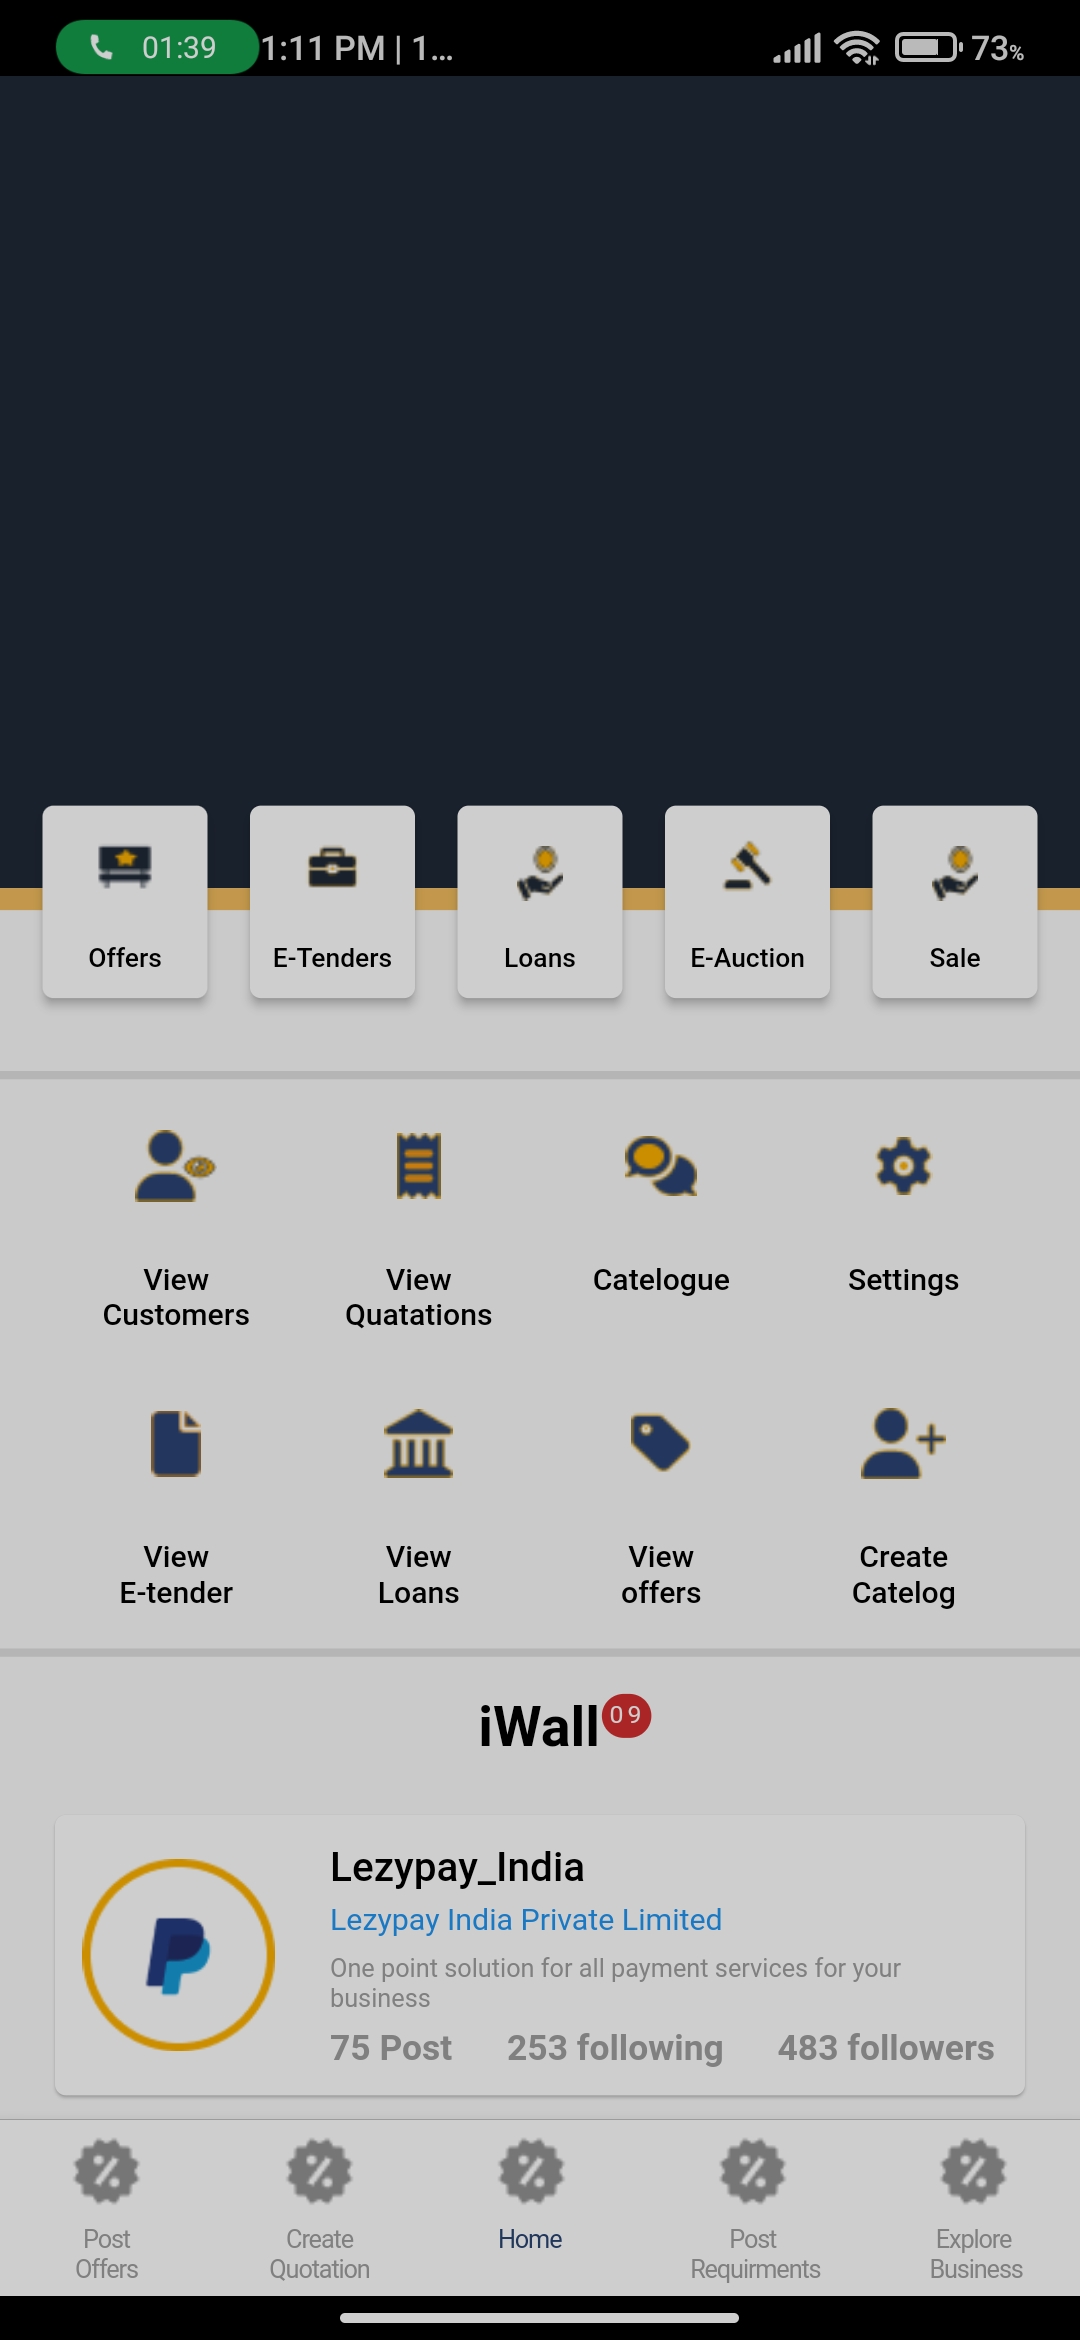 01:39 1:11 PM | 1... 73%
Offers E-Tenders Loans E-Auction Sale
View Customers
View Quatations
Catelogue
Settings
View E-tender
View Loans
View offers
Create Catelog
iWall 09
Lezypay_India
Lezypay India Private Limited
One point solution for all payment services for your
business
75 Post 253 following 483 followers
Post Offers
Create Quotation
Home
Post Requirments
Explore Business